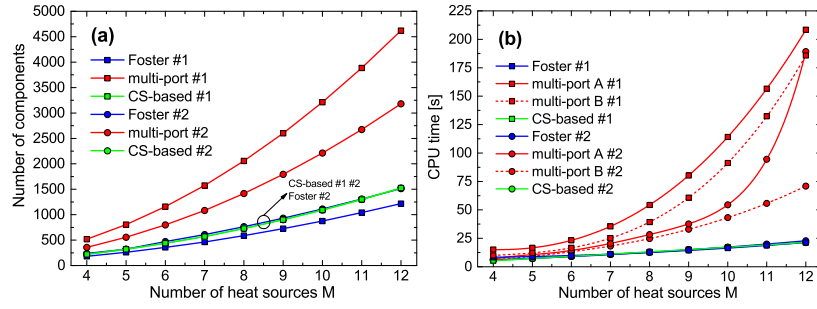 (a)
5000
4500
4000
3500
3000
2500
2000
1500
1000
500
0
Number of components
Foster #1
multi-port #1
CS-based #1
Foster #2
multi-port #2
CS-based #2
CS-based #1 #2
Foster #2
4 5 6 7 8 9 10 11 12
Number of heat sources M
(b)
225
200
175
150
125
100
75
50
25
0
CPU time [s]
Foster #1
multi-port A #1
multi-port B #1
CS-based #1
Foster #2
multi-port A #2
multi-port B #2
CS-based #2
4 5 6 7 8 9 10 11 12
Number of heat sources M